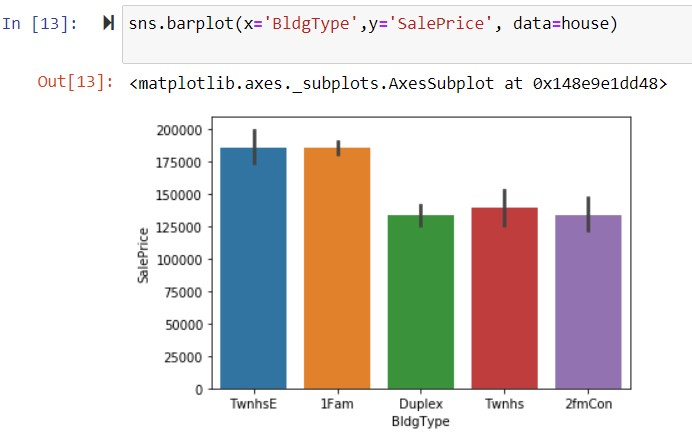 In [13]: sns.barplot(x='BldgType',y='SalePrice', data=house)
Out[13]: <matplotlib.axes._subplots.AxesSubplot at 0x148e9e1dd48>
200000
175000
150000
125000
100000
75000
50000
25000
0
SalePrice
TwnhsE 1Fam Duplex Twnhs 2fmCon
BldgType